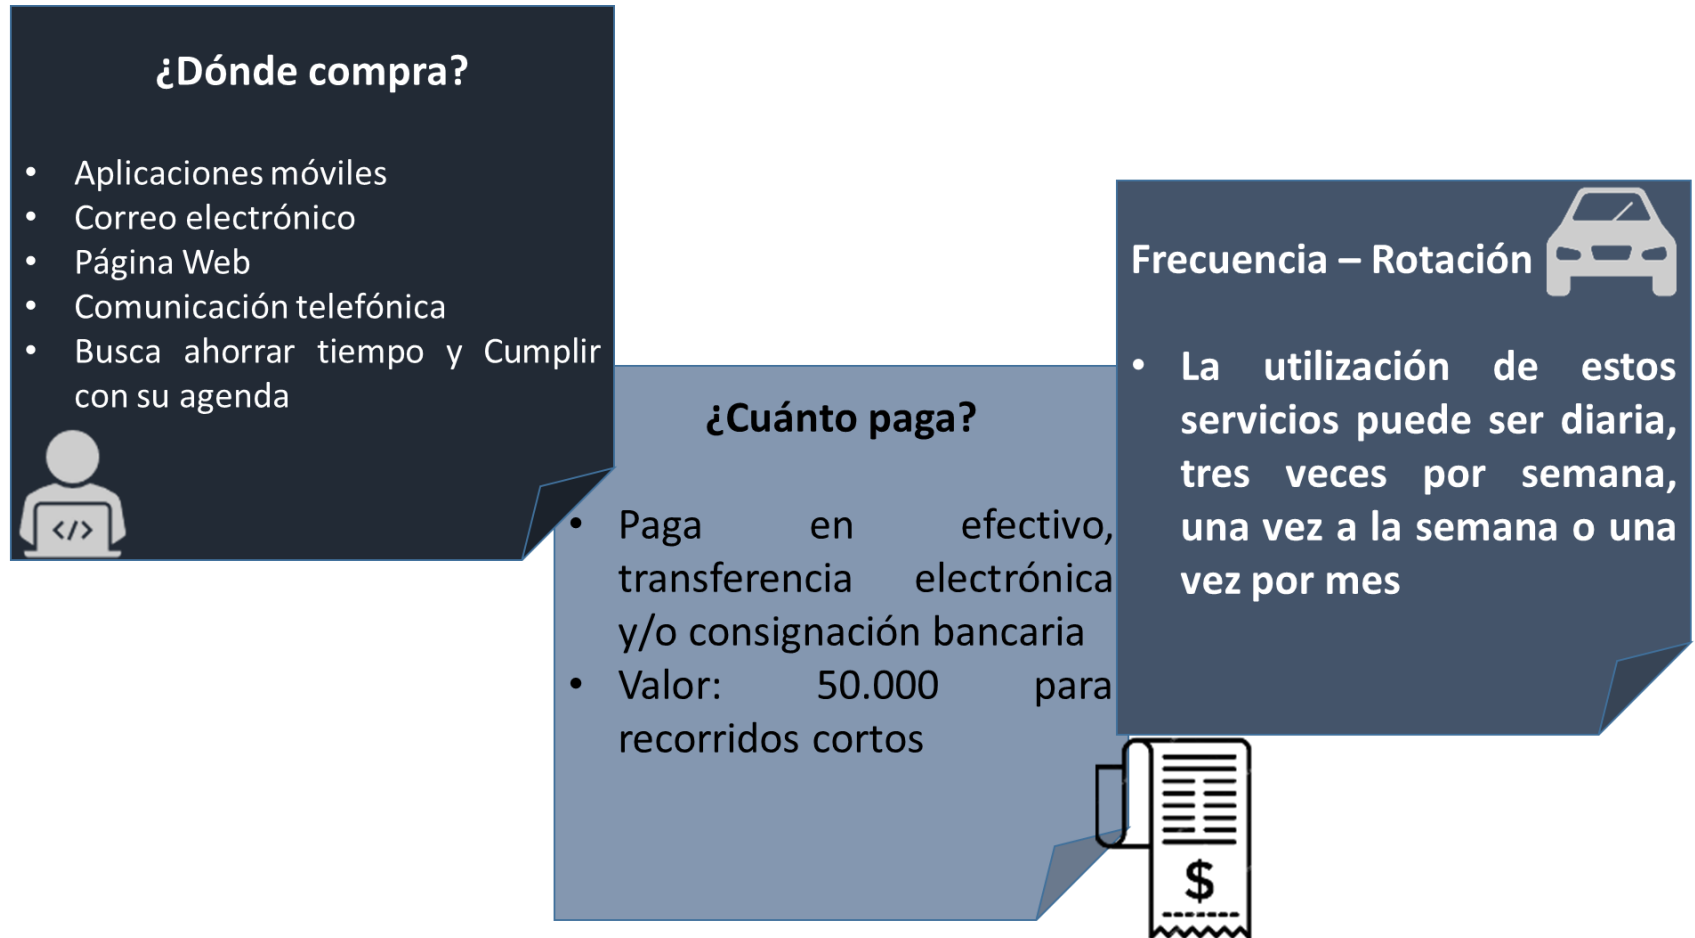 ¿Dónde compra?
• Aplicaciones móviles
• Correo electrónico
• Página Web
• Comunicación telefónica
• Busca ahorrar tiempo y Cumplir
con su agenda
</>
¿Cuánto paga?
• Paga en efectivo,
transferencia electrónica
y/o consignación bancaria
• Valor: 50.000 para
recorridos cortos
$
Frecuencia – Rotación
• La utilización de estos
servicios puede ser diaria,
tres veces por semana,
una vez a la semana o una
vez por mes